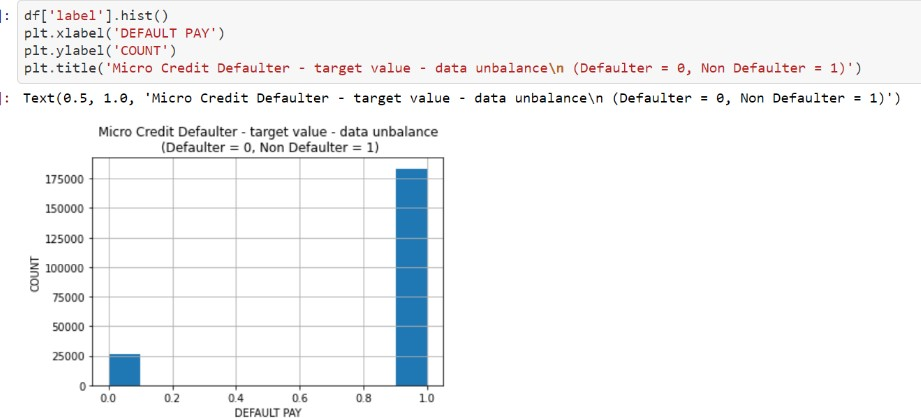 ]: df['label'].hist()
plt.xlabel('DEFAULT PAY')
plt.ylabel('COUNT')
plt.title('Micro Credit Defaulter - target value - data unbalance\n (Defaulter = 0, Non Defaulter = 1)')
]: Text(0.5, 1.0, 'Micro Credit Defaulter - target value - data unbalance\n (Defaulter = 0, Non Defaulter = 1)')
Micro Credit Defaulter - target value - data unbalance
(Defaulter = 0, Non Defaulter = 1)
175000
150000
125000
100000
75000
50000
25000
0
COUNT
0.0 0.2 0.4 0.6 0.8 1.0
DEFAULT PAY